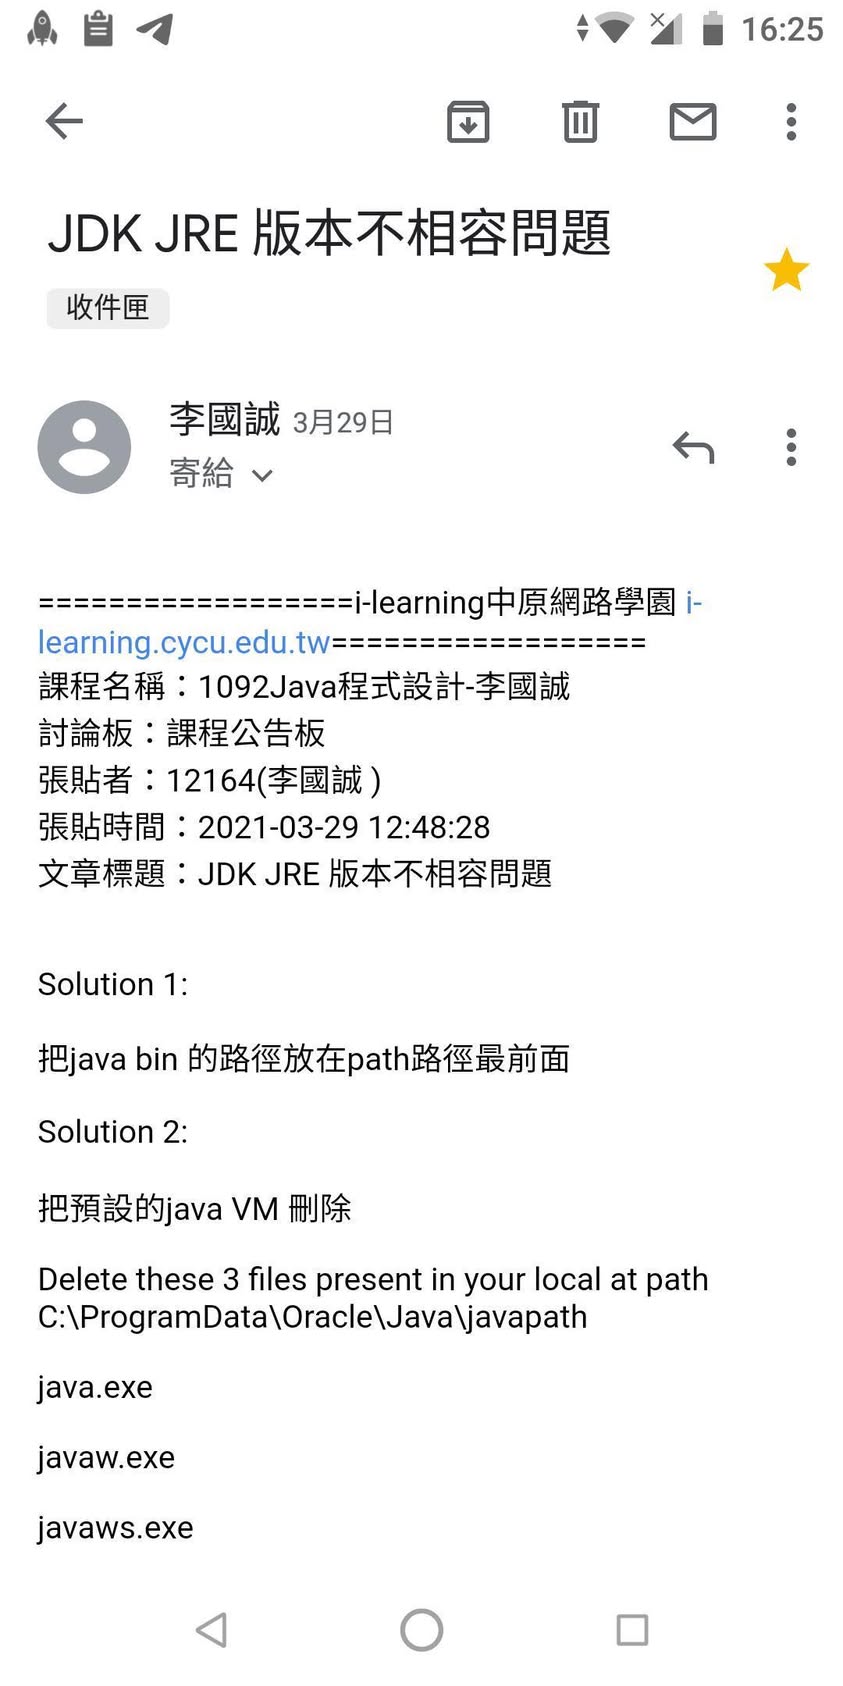 16:25
JDK JRE 版本不相容問題
收件匣
李國誠 3月29日
寄給
==================i-learning中原網路學園 i-
learning.cycu.edu.tw==================
課程名稱：1092Java程式設計-李國誠
討論板：課程公告板
張貼者：12164(李國誠 )
張貼時間：2021-03-29 12:48:28
文章標題：JDK JRE 版本不相容問題
Solution 1:
把java bin 的路徑放在path路徑最前面
Solution 2:
把預設的java VM 刪除
Delete these 3 files present in your local at path
C:\ProgramData\Oracle\Java\javapath
java.exe
javaw.exe
javaws.exe